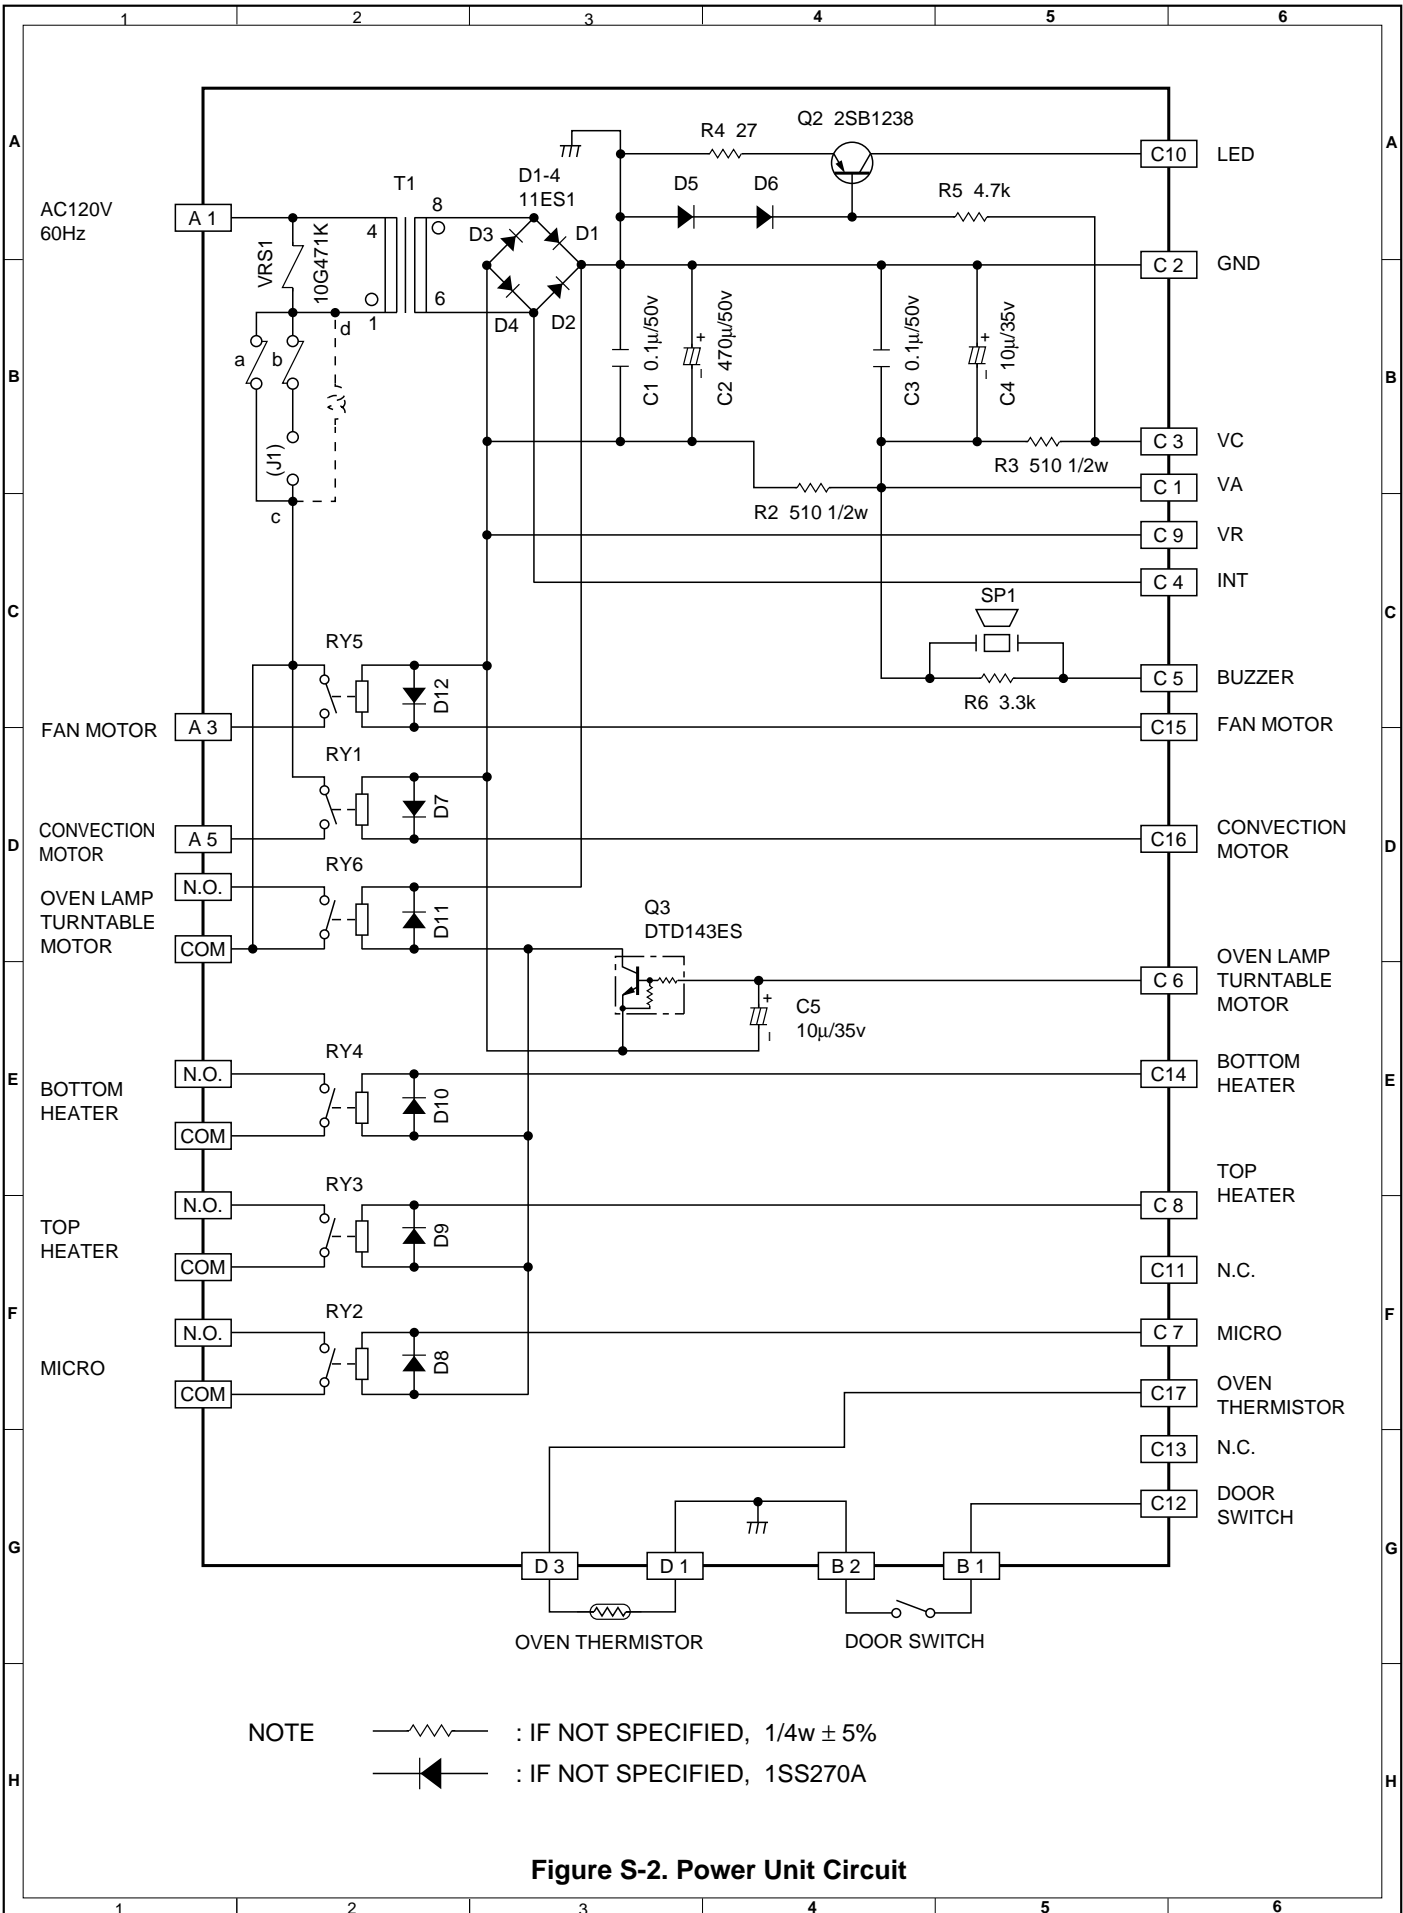 1 2 3 4 5 6
A A
Q2 2SB1238
R4 27
C10 LED
D1-4
11ES1
D5 D6
R5 4.7k
T1
8
AC120V
60Hz
A 1
4
D3 D1
VRS1
10G471K
C 2 GND
6
1
d
D4 D2
a b
C1 0.1µ/50v
+
–
C2 470µ/50v
C3 0.1µ/50v
+
–
C4 10µ/35v
B B
(J1)
C 3 VC
R3 510 1/2w
C 1 VA
R2 510 1/2w
c
C 9 VR
C 4 INT
SP1
C C
RY5
D12
C 5 BUZZER
R6 3.3k
FAN MOTOR A 3
C15 FAN MOTOR
RY1
D7
CONVECTION
MOTOR
A 5
C16
CONVECTION
MOTOR
D D
RY6
N.O.
OVEN LAMP
TURNTABLE
MOTOR
COM
D11
Q3
DTD143ES
C 6
OVEN LAMP
TURNTABLE
MOTOR
+
–
C5
10µ/35v
RY4
N.O.
C14
BOTTOM
HEATER
E E
BOTTOM
HEATER
D10
COM
TOP
HEATER
RY3
N.O.
C 8
TOP
HEATER
D9
COM
C11 N.C.
F F
RY2
N.O.
C 7 MICRO
MICRO
D8
COM
C17
OVEN
THERMISTOR
C13 N.C.
C12
DOOR
SWITCH
G G
D 3 D 1 B 2 B 1
OVEN THERMISTOR
DOOR SWITCH
NOTE : IF NOT SPECIFIED, 1/4w ± 5%
: IF NOT SPECIFIED, 1SS270A
H H
Figure S-2. Power Unit Circuit
1 2 3 4 5 6